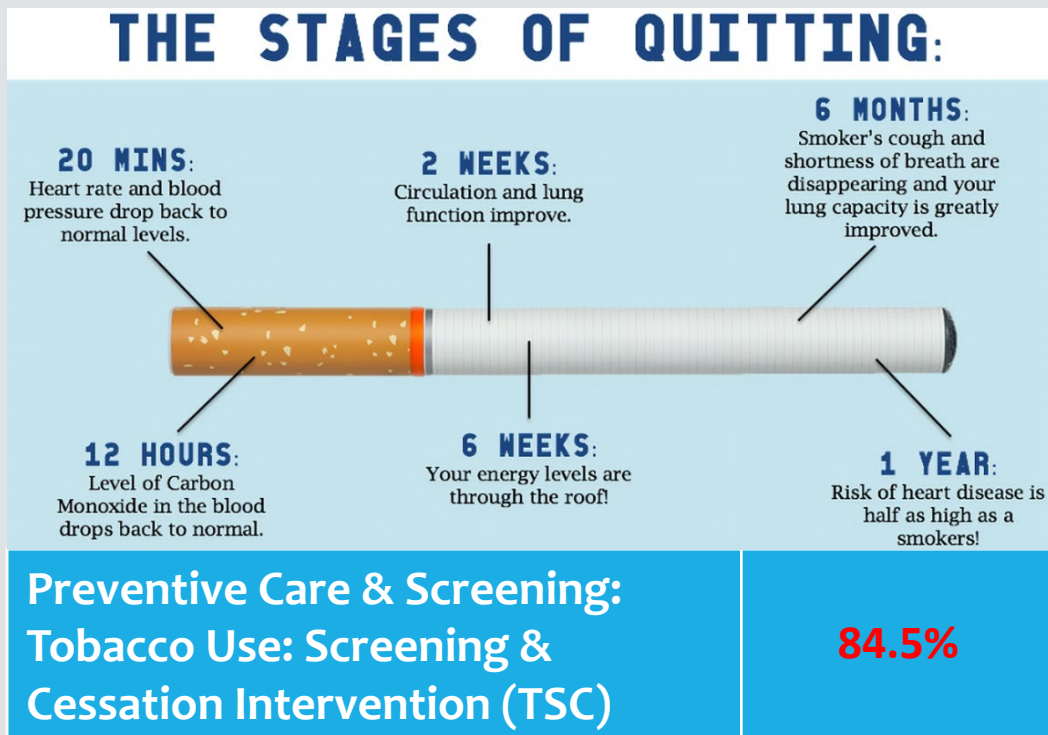 THE STAGES OF QUITTING:
20 MINS:
Heart rate and blood
pressure drop back to
normal levels.
2 WEEKS:
Circulation and lung
function improve.
6 MONTHS:
Smoker's cough and
shortness of breath are
disappearing and your
lung capacity is greatly
improved.
12 HOURS:
Level of Carbon
Monoxide in the blood
drops back to normal.
6 WEEKS:
Your energy levels are
through the roof!
1 YEAR:
Risk of heart disease is
half as high as a
smokers!
Preventive Care & Screening:
Tobacco Use: Screening &
Cessation Intervention (TSC)
84.5%